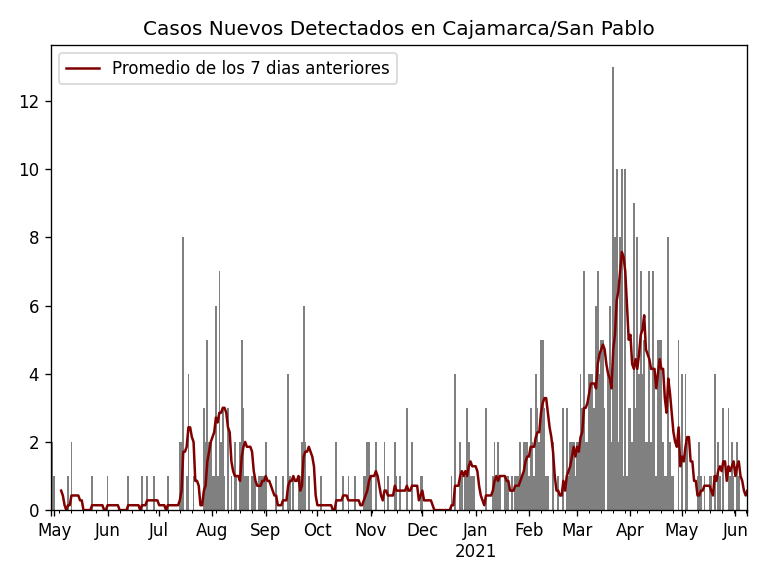 Casos Nuevos Detectados en Cajamarca/San Pablo
Promedio de los 7 dias anteriores
12
10
8
6
4
2
0
May Jun Jul Aug Sep Oct Nov Dec Jan Feb Mar Apr May Jun
2021